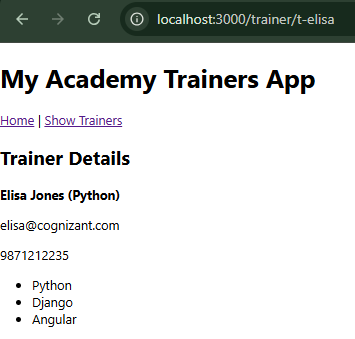 localhost:3000/trainer/t-elisa
My Academy Trainers App
Home | Show Trainers
Trainer Details
Elisa Jones (Python)
elisa@cognizant.com
9871212235
Python
Django
Angular